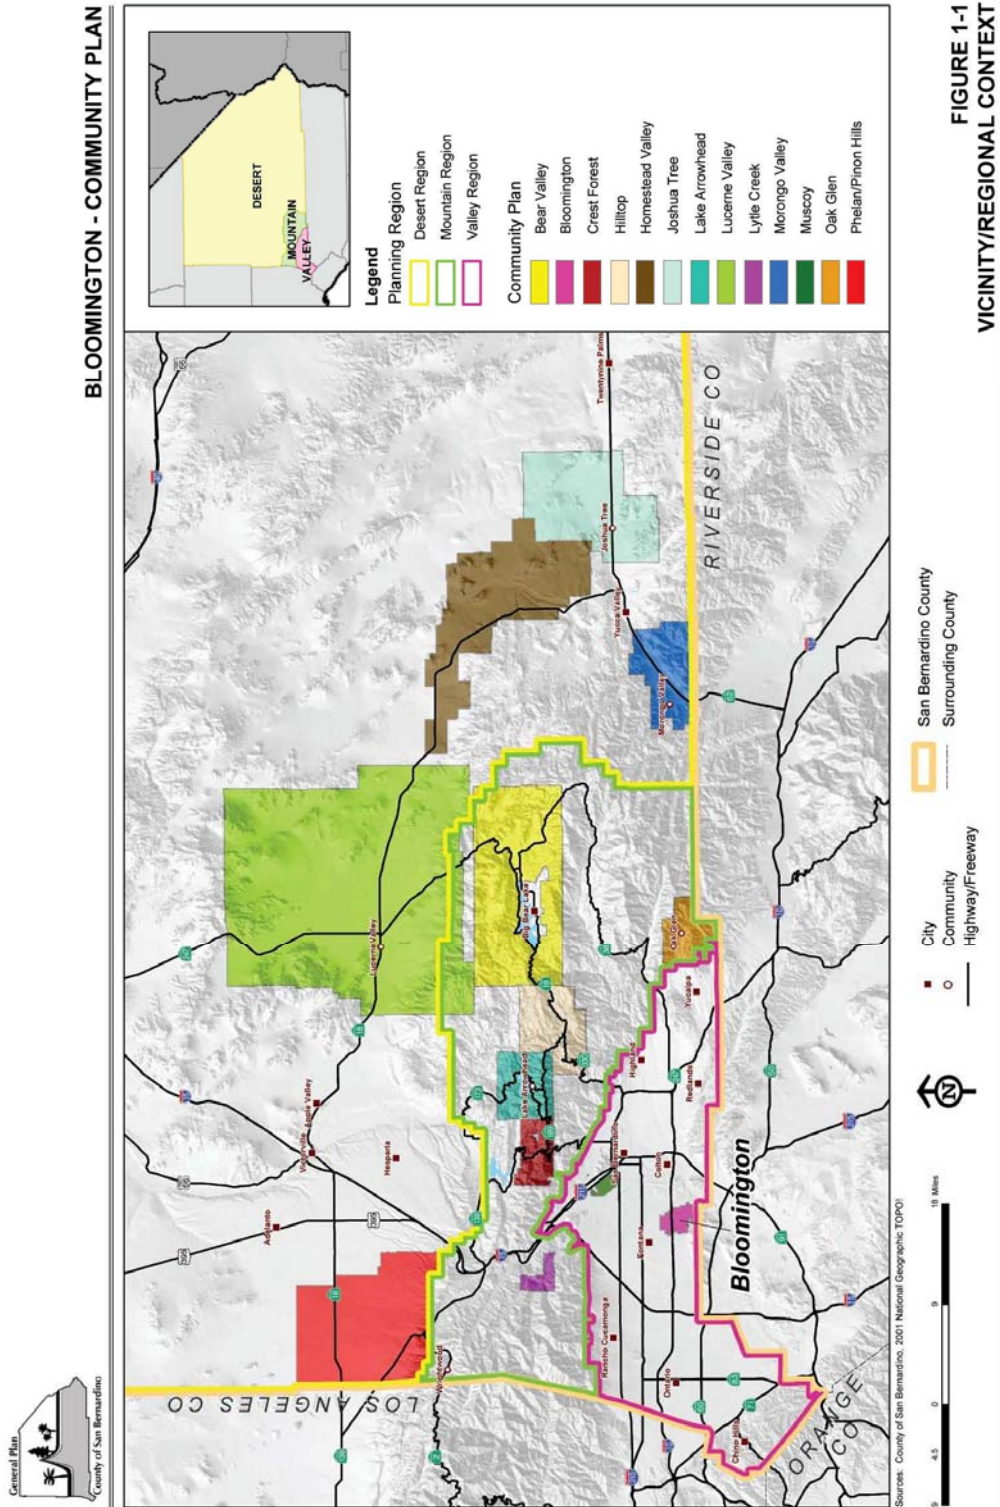 BLOOMINGTON - COMMUNITY PLAN
General Plan
County of San Bernardino
DESERT
MOUNTAIN
VALLEY
Legend
Planning Region
Desert Region
Mountain Region
Valley Region
Community Plan
Bear Valley
Bloomington
Crest Forest
Hilltop
Homestead Valley
Joshua Tree
Lake Arrowhead
Lucerne Valley
Lytle Creek
Morongo Valley
Muscoy
Oak Glen
Phelan/Pinon Hills
LOS ANGELES CO
RIVERSIDE CO
ORANGE CO
Adelanto
395
395
Victorville
Apple Valley
Hesperia
Lucerne Valley
18
18
Wrightwood
Lake Arrowhead
Big Bear Lake
Twentynine Palms
Joshua Tree
Yucca Valley
Morongo Valley
Oak Glen
Yucaipa
Highland
Redlands
San Bernardino
Colton
Fontana
Rancho Cucamonga
Ontario
Chino Hills
Bloomington
Sources: County of San Bernardino, 2001 National Geographic TOPO!
9
4.5
0
9
18 Miles
N
City
Community
Highway/Freeway
San Bernardino County
Surrounding County
FIGURE 1-1
VICINITY/REGIONAL CONTEXT